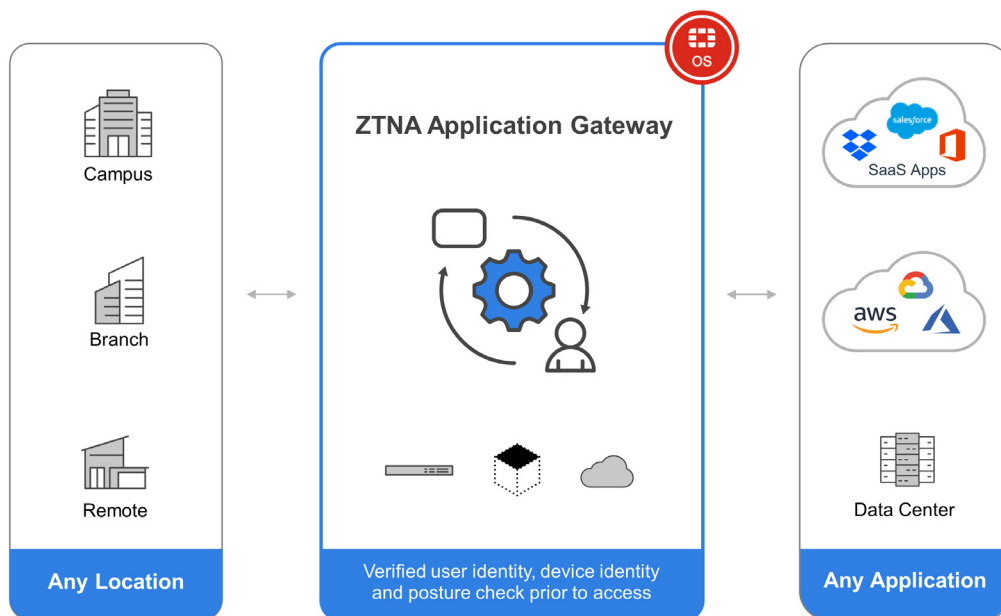 Campus
Branch
Remote
Any Location
OS
ZTNA Application Gateway
Verified user identity, device identity
and posture check prior to access
salesforce
SaaS Apps
aws
Data Center
Any Application